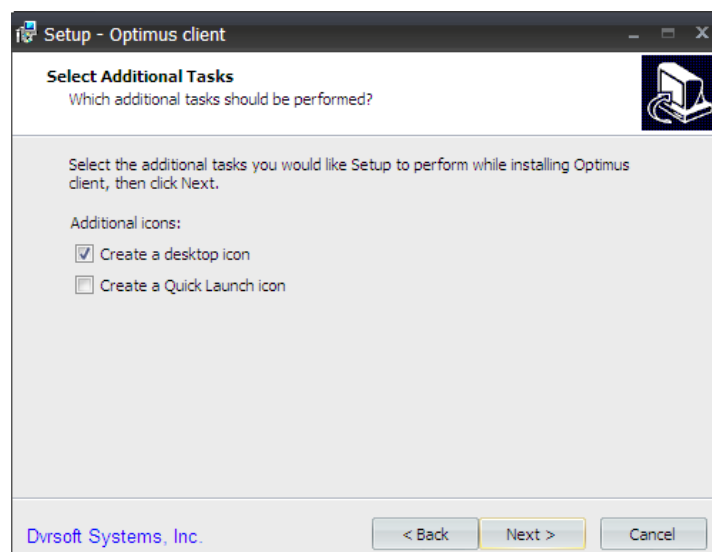 Setup - Optimus client
Select Additional Tasks
Which additional tasks should be performed?
Select the additional tasks you would like Setup to perform while installing Optimus
client, then click Next.
Additional icons:
Create a desktop icon
Create a Quick Launch icon
Dvrsoft Systems, Inc.
< Back
Next >
Cancel